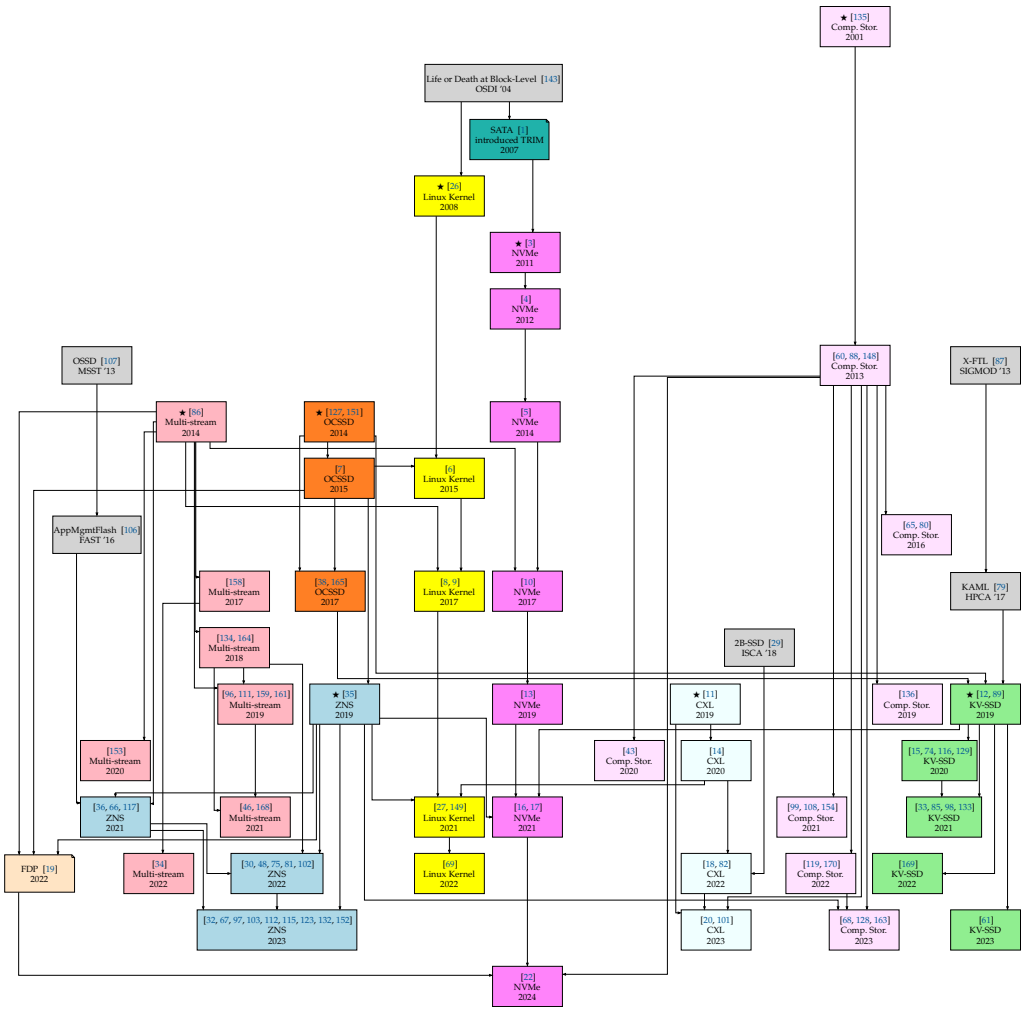 ★ [135]
Comp. Stor.
2001
Life or Death at Block-Level [143]
OSDI '04
SATA [1]
introduced TRIM
2007
★ [26]
Linux Kernel
2008
★ [3]
NVMe
2011
[4]
NVMe
2012
OSSD [107]
MSST '13
[60, 88, 148]
Comp. Stor.
2013
X-FTL [87]
SIGMOD '13
★ [86]
Multi-stream
2014
★ [127, 151]
OCSSD
2014
[5]
NVMe
2014
[7]
OCSSD
2015
[6]
Linux Kernel
2015
AppMgmtFlash [106]
FAST '16
[65, 80]
Comp. Stor.
2016
[158]
Multi-stream
2017
[38, 165]
OCSSD
2017
[8, 9]
Linux Kernel
2017
[10]
NVMe
2017
KAML [79]
HPCA '17
[134, 164]
Multi-stream
2018
2B-SSD [29]
ISCA '18
[96, 111, 159, 161]
Multi-stream
2019
★ [35]
ZNS
2019
[13]
NVMe
2019
★ [11]
CXL
2019
[136]
Comp. Stor.
2019
★ [12, 89]
KV-SSD
2019
[153]
Multi-stream
2020
[43]
Comp. Stor.
2020
[14]
CXL
2020
[15, 74, 116, 129]
KV-SSD
2020
[36, 66, 117]
ZNS
2021
[46, 168]
Multi-stream
2021
[27, 149]
Linux Kernel
2021
[16, 17]
NVMe
2021
[99, 108, 154]
Comp. Stor.
2021
[33, 85, 98, 133]
KV-SSD
2021
FDP [19]
2022
[34]
Multi-stream
2022
[30, 48, 75, 81, 102]
ZNS
2022
[69]
Linux Kernel
2022
[18, 82]
CXL
2022
[119, 170]
Comp. Stor.
2022
[169]
KV-SSD
2022
[32, 67, 97, 103, 112, 115, 123, 132, 152]
ZNS
2023
[20, 101]
CXL
2023
[68, 128, 163]
Comp. Stor.
2023
[61]
KV-SSD
2023
[22]
NVMe
2024